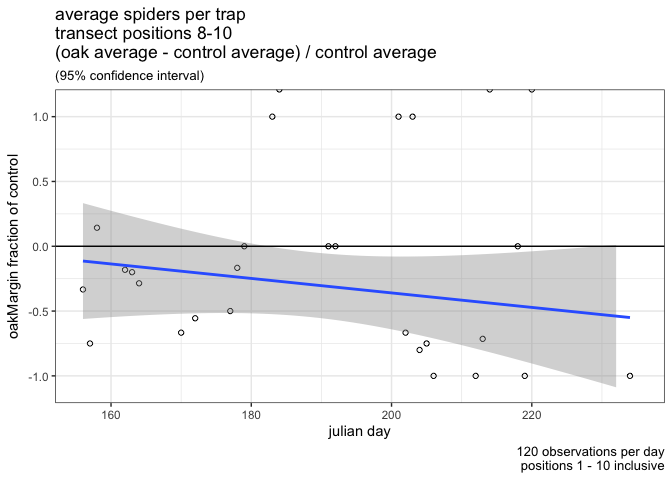 average spiders per trap
transect positions 8-10
(oak average - control average) / control average
(95% confidence interval)
oakMargin fraction of control
1.0
0.5
0.0
-0.5
-1.0
160 180 200 220
julian day
120 observations per day
positions 1 - 10 inclusive